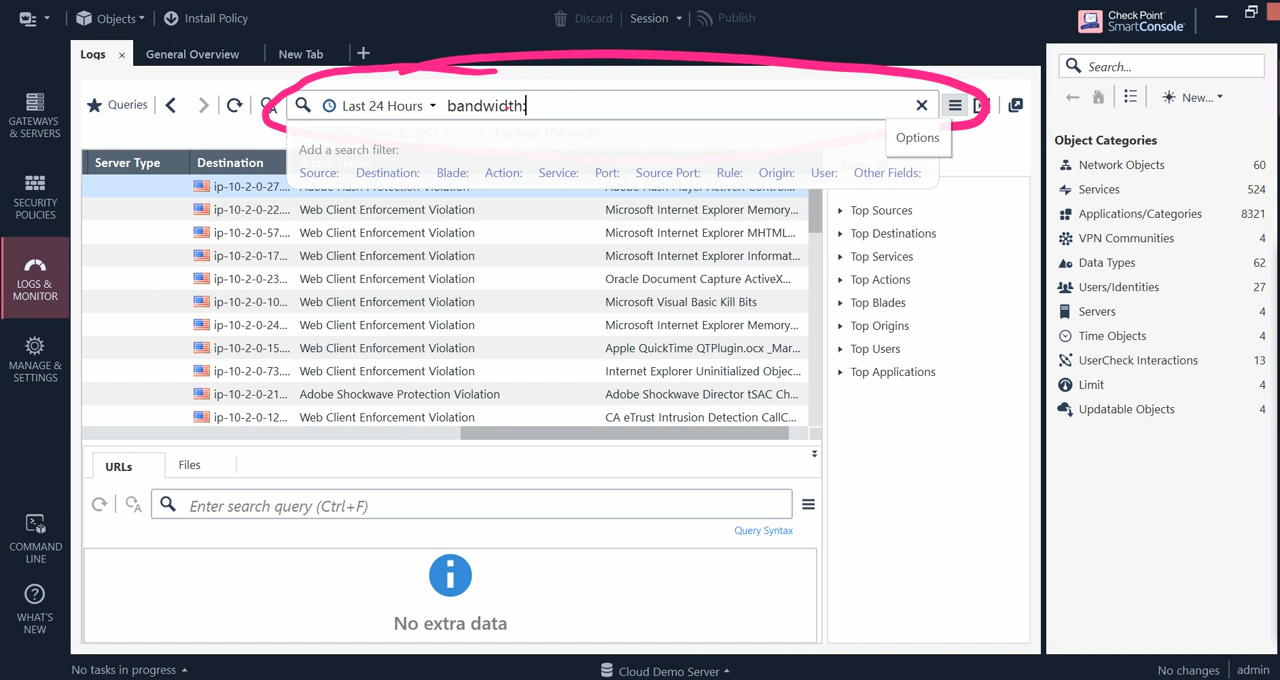 Objects
Install Policy
Discard
Session
Publish
Check Point
SmartConsole
Logs
General Overview
New Tab
Queries
Last 24 Hours
bandwidth:
Options
Add a search filter:
Source: Destination: Blade: Action: Service: Port: Source Port: Rule: Origin: User: Other Fields:
Server Type Destination
ip-10-2-0-27...
ip-10-2-0-22... Web Client Enforcement Violation Microsoft Internet Explorer Memory...
ip-10-2-0-57... Web Client Enforcement Violation Microsoft Internet Explorer MHTML...
ip-10-2-0-17... Web Client Enforcement Violation Microsoft Internet Explorer Informat...
ip-10-2-0-23... Web Client Enforcement Violation Oracle Document Capture ActiveX...
ip-10-2-0-10... Web Client Enforcement Violation Microsoft Visual Basic Kill Bits
ip-10-2-0-24... Web Client Enforcement Violation Microsoft Internet Explorer Memory...
ip-10-2-0-15... Web Client Enforcement Violation Apple QuickTime QTPlugin.ocx _Mar...
ip-10-2-0-73... Web Client Enforcement Violation Internet Explorer Uninitialized Objec...
ip-10-2-0-21... Adobe Shockwave Protection Violation Adobe Shockwave Director tSAC Ch...
ip-10-2-0-12... Web Client Enforcement Violation CA eTrust Intrusion Detection CallC...
Top Sources
Top Destinations
Top Services
Top Actions
Top Blades
Top Origins
Top Users
Top Applications
URLs
Files
Enter search query (Ctrl+F)
Query Syntax
No extra data
GATEWAYS
& SERVERS
SECURITY
POLICIES
LOGS &
MONITOR
MANAGE &
SETTINGS
COMMAND
LINE
WHAT'S
NEW
Search...
New...
Object Categories
Network Objects 60
Services 524
Applications/Categories 8321
VPN Communities 4
Data Types 62
Users/Identities 27
Servers 4
Time Objects 4
UserCheck Interactions 13
Limit 4
Updatable Objects 4
No tasks in progress
Cloud Demo Server
No changes
admin